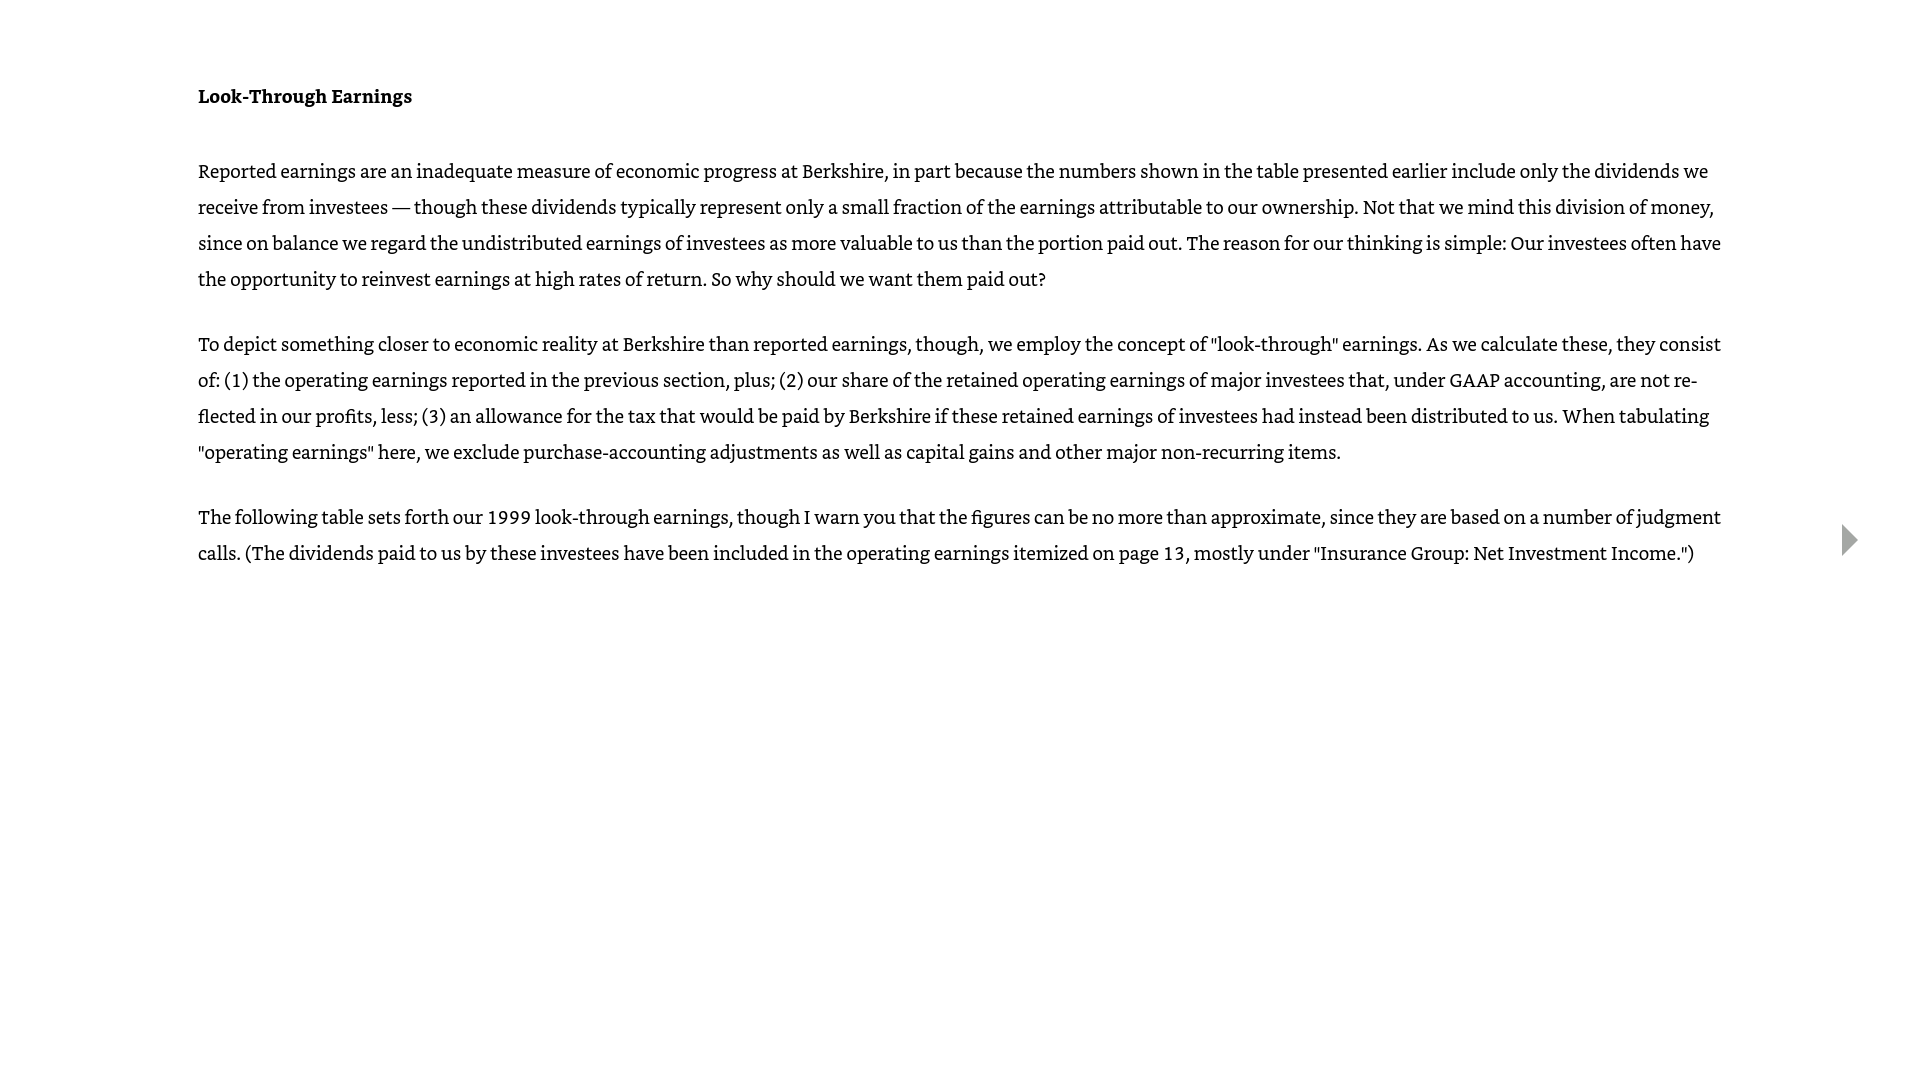 Look-Through Earnings
Reported earnings are an inadequate measure of economic progress at Berkshire, in part because the numbers shown in the table presented earlier include only the dividends we
receive from investees — though these dividends typically represent only a small fraction of the earnings attributable to our ownership. Not that we mind this division of money,
since on balance we regard the undistributed earnings of investees as more valuable to us than the portion paid out. The reason for our thinking is simple: Our investees often have
the opportunity to reinvest earnings at high rates of return. So why should we want them paid out?
To depict something closer to economic reality at Berkshire than reported earnings, though, we employ the concept of "look-through" earnings. As we calculate these, they consist
of: (1) the operating earnings reported in the previous section, plus; (2) our share of the retained operating earnings of major investees that, under GAAP accounting, are not re-
flected in our profits, less; (3) an allowance for the tax that would be paid by Berkshire if these retained earnings of investees had instead been distributed to us. When tabulating
"operating earnings" here, we exclude purchase-accounting adjustments as well as capital gains and other major non-recurring items.
The following table sets forth our 1999 look-through earnings, though I warn you that the figures can be no more than approximate, since they are based on a number of judgment
calls. (The dividends paid to us by these investees have been included in the operating earnings itemized on page 13, mostly under "Insurance Group: Net Investment Income.")